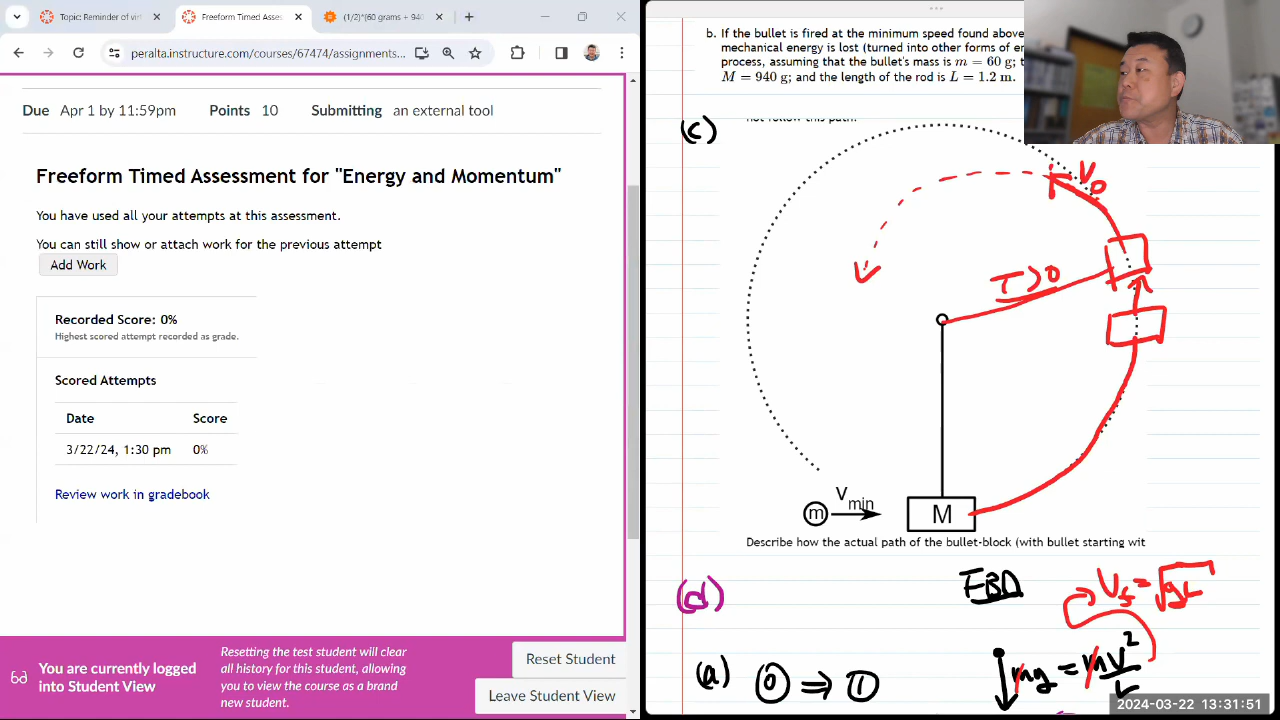 Topic Reminder of vi
Freeform Timed Asses
(1/2)*(60 grams + 940
peralta.instructure.com/courses/67474/assignments...
Due Apr 1 by 11:59pm Points 10 Submitting an external tool
Freeform Timed Assessment for "Energy and Momentum"
You have used all your attempts at this assessment.
You can still show or attach work for the previous attempt
Add Work
Recorded Score: 0%
Highest scored attempt recorded as grade.
Scored Attempts
Date Score
3/22/24, 1:30 pm 0%
Review work in gradebook
You are currently logged
into Student View
Resetting the test student will clear
all history for this student, allowing
you to view the course as a brand
new student.
Reset Student
Leave Student View
b. If the bullet is fired at the minimum speed found above
mechanical energy is lost (turned into other forms of en
process, assuming that the bullet's mass is m = 60 g; t
M = 940 g; and the length of the rod is L = 1.2 m.
not follow this path.
(c)
V0
T>0
Vmin
m
M
Describe how the actual path of the bullet-block (with bullet starting wit
(d)
FBD
Vf = √gL
(a) ⓪ ⇒ ①
mg = mv²/L
2024-03-22 13:31:51